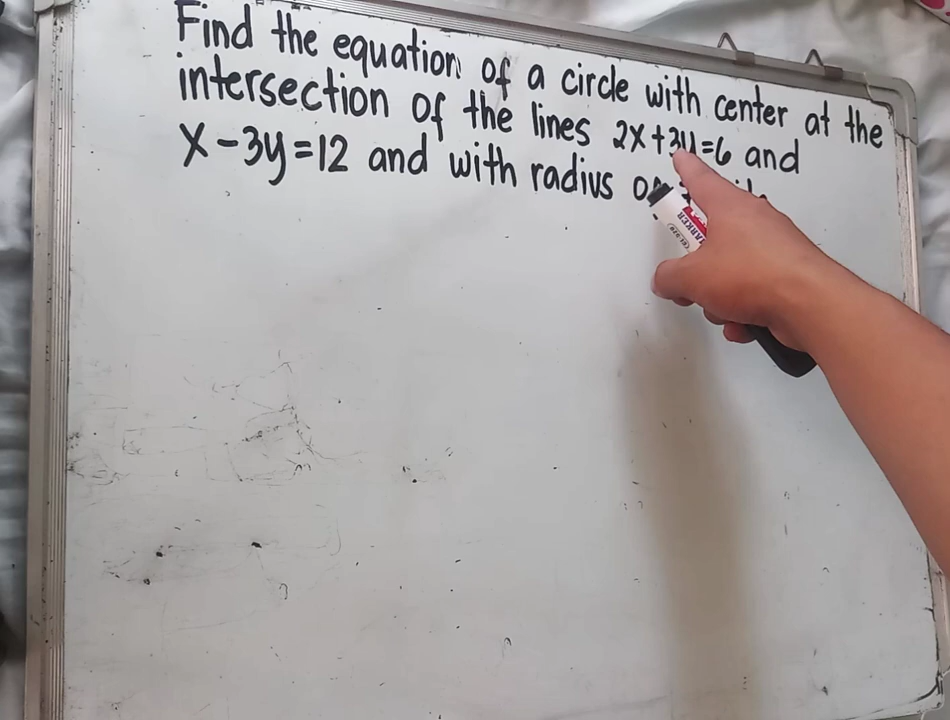 Find the equation of a circle with center at the
intersection of the lines 2x+3y=6 and
x-3y=12 and with radius
MARKER